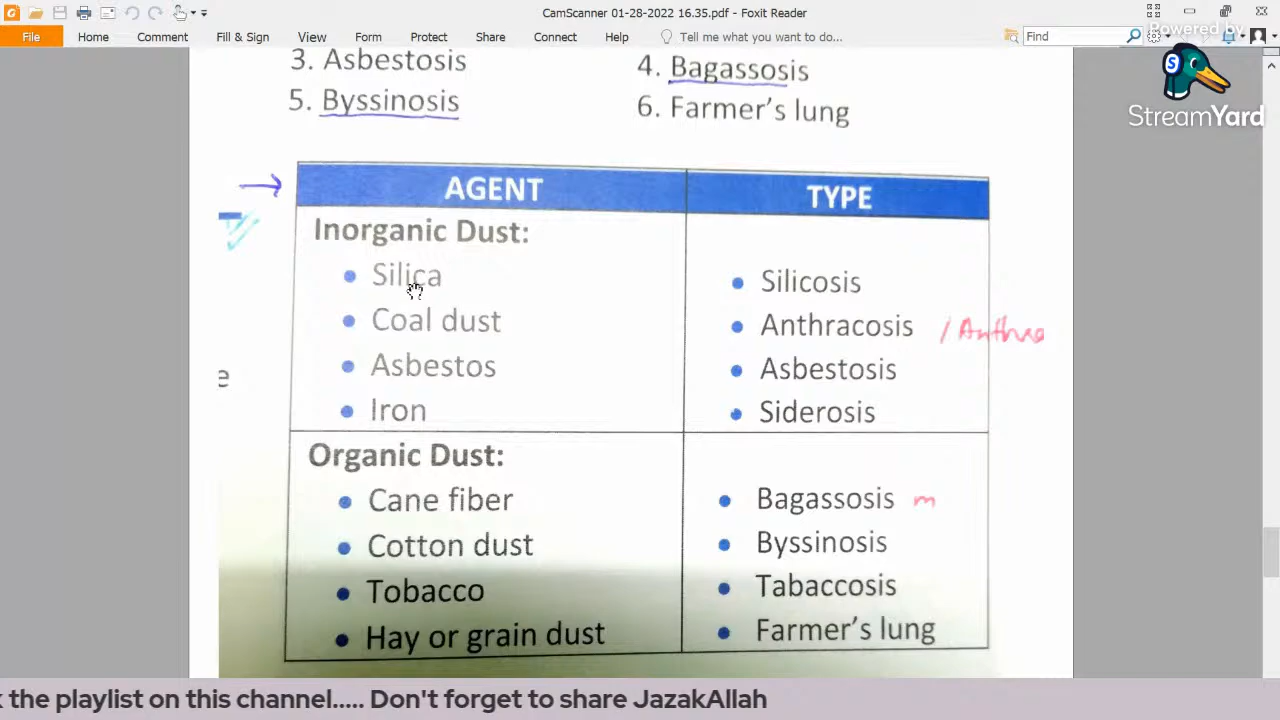 CamScanner 01-28-2022 16.35.pdf - Foxit Reader
File Home Comment Fill & Sign View Form Protect Share Connect Help Tell me what you want to do... Find
Powered by
StreamYard
3. Asbestosis 4. Bagassosis
5. Byssinosis 6. Farmer's lung
AGENT TYPE
Inorganic Dust:
Silica Silicosis
Coal dust Anthracosis / Anthra
Asbestos Asbestosis
Iron Siderosis
Organic Dust:
Cane fiber Bagassosis m
Cotton dust Byssinosis
Tobacco Tabaccosis
Hay or grain dust Farmer's lung
the playlist on this channel..... Don't forget to share JazakAllah